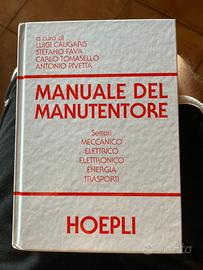 a cura di
LUIGI CALIGARIS
STEFANO FAVA
CARLO TOMASELLO
ANTONIO PIVETTA
MANUALE DEL
MANUTENTORE
Settori
MECCANICO
ELETTRICO
ELETTRONICO
ENERGIA
TRASPORTI
HOEPLI
subito